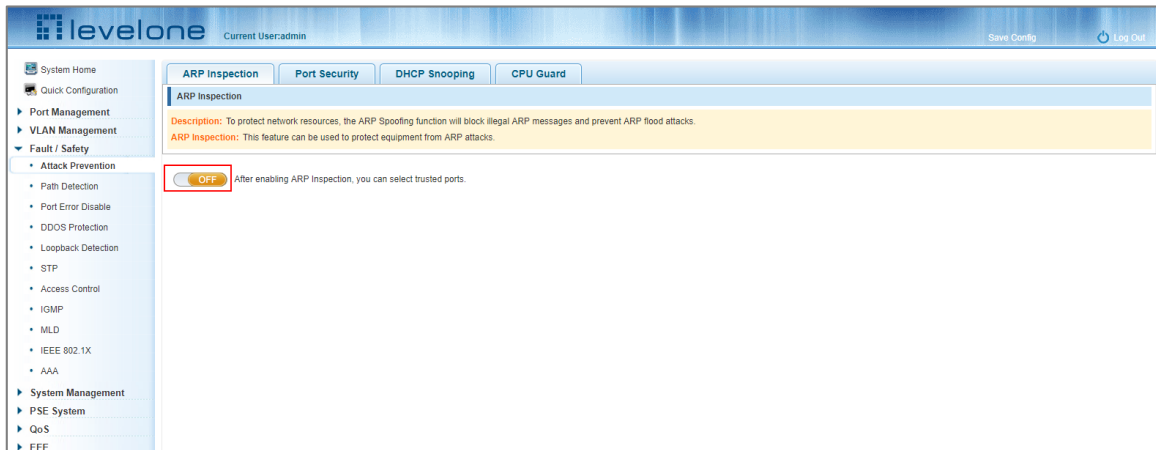 levelone
Current User:admin
Save Config
Log Out
System Home
Quick Configuration
Port Management
VLAN Management
Fault / Safety
Attack Prevention
Path Detection
Port Error Disable
DDOS Protection
Loopback Detection
STP
Access Control
IGMP
MLD
IEEE 802.1X
AAA
System Management
PSE System
QoS
EEE
ARP Inspection
Port Security
DHCP Snooping
CPU Guard
ARP Inspection
Description: To protect network resources, the ARP Spoofing function will block illegal ARP messages and prevent ARP flood attacks.
ARP Inspection: This feature can be used to protect equipment from ARP attacks.
OFF
After enabling ARP Inspection, you can select trusted ports.